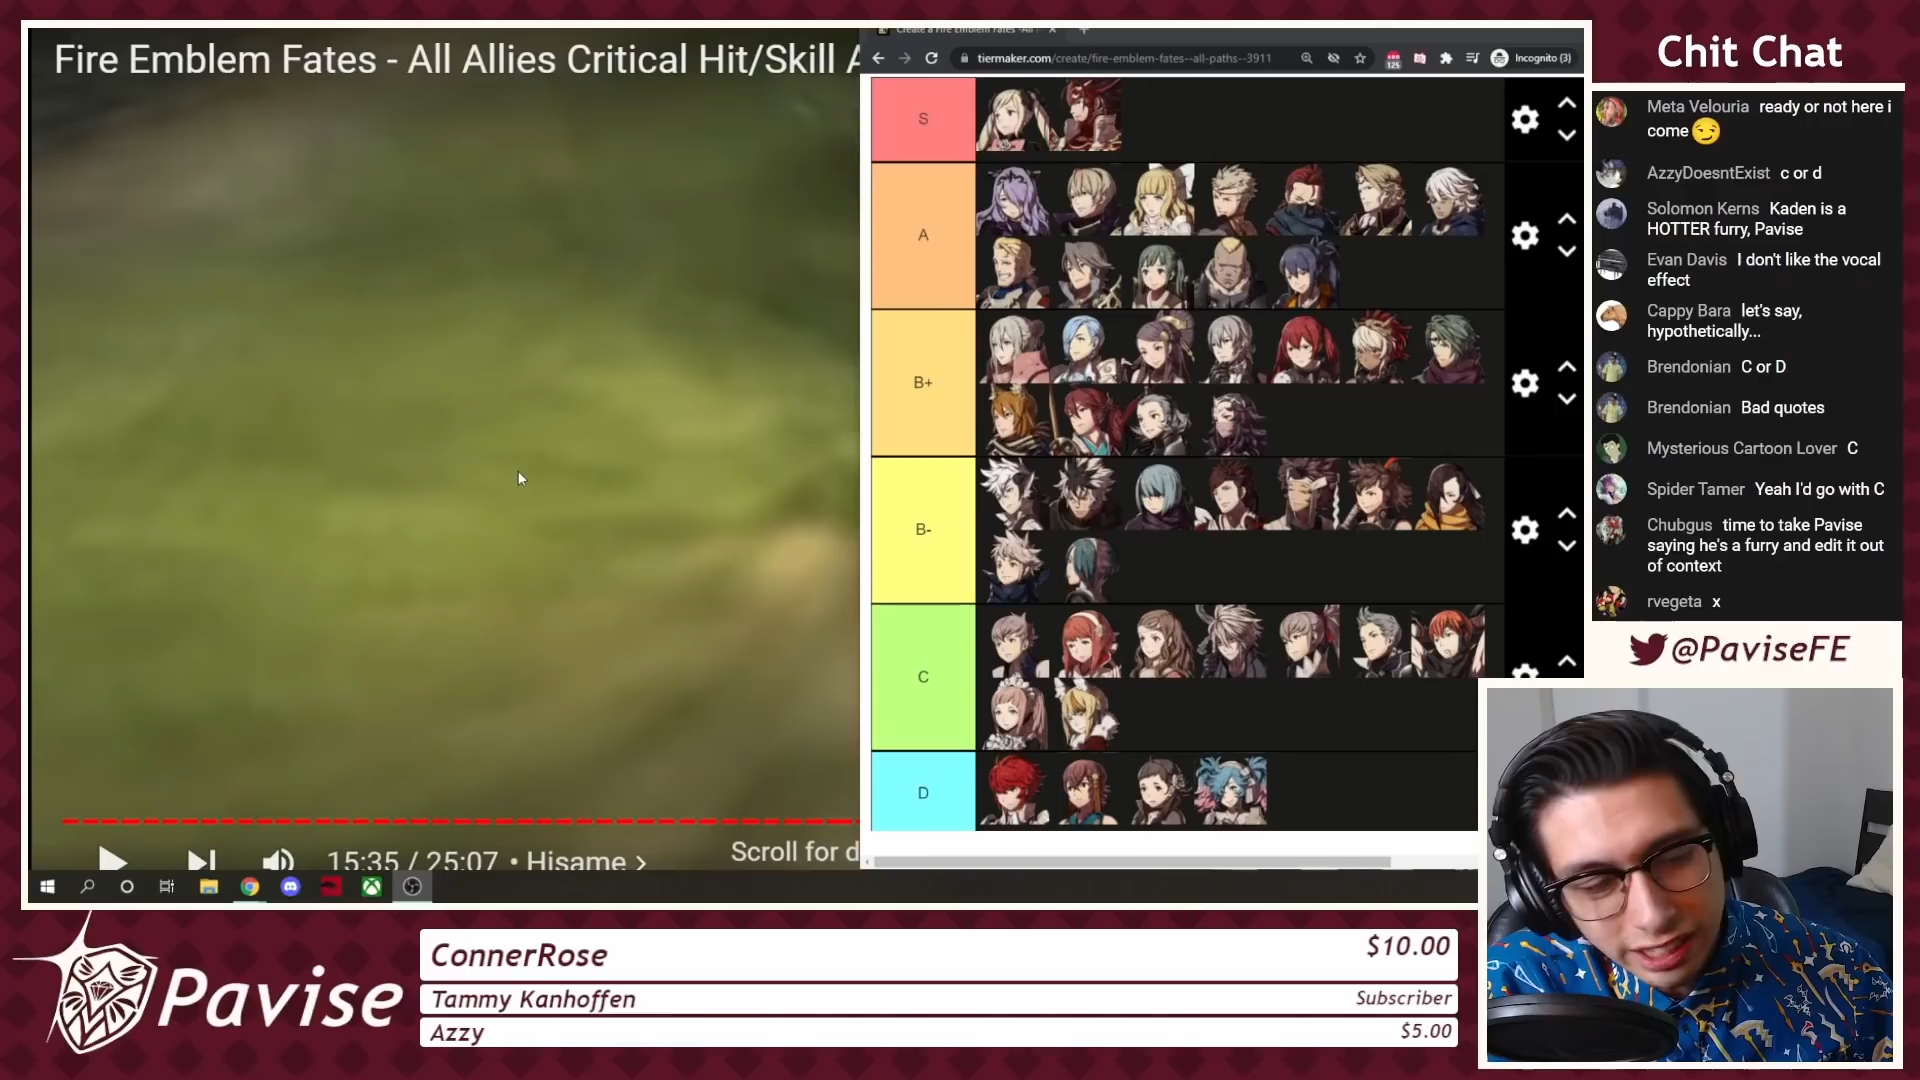 Fire Emblem Fates - All Allies Critical Hit/Skill A
tiermaker.com/create/fire-emblem-fates--all-paths--3911
125
Incognito (3)
S
A
B+
B-
C
D
15:35 / 25:07 • Hisame >
Scroll for d
Chit Chat
Meta Velouria ready or not here i
come
AzzyDoesntExist c or d
Solomon Kerns Kaden is a
HOTTER furry, Pavise
Evan Davis I don't like the vocal
effect
Cappy Bara let's say,
hypothetically...
Brendonian C or D
Brendonian Bad quotes
Mysterious Cartoon Lover C
Spider Tamer Yeah I'd go with C
Chubgus time to take Pavise
saying he's a furry and edit it out
of context
rvegeta x
@PaviseFE
Pavise
ConnerRose $10.00
Tammy Kanhoffen Subscriber
Azzy $5.00